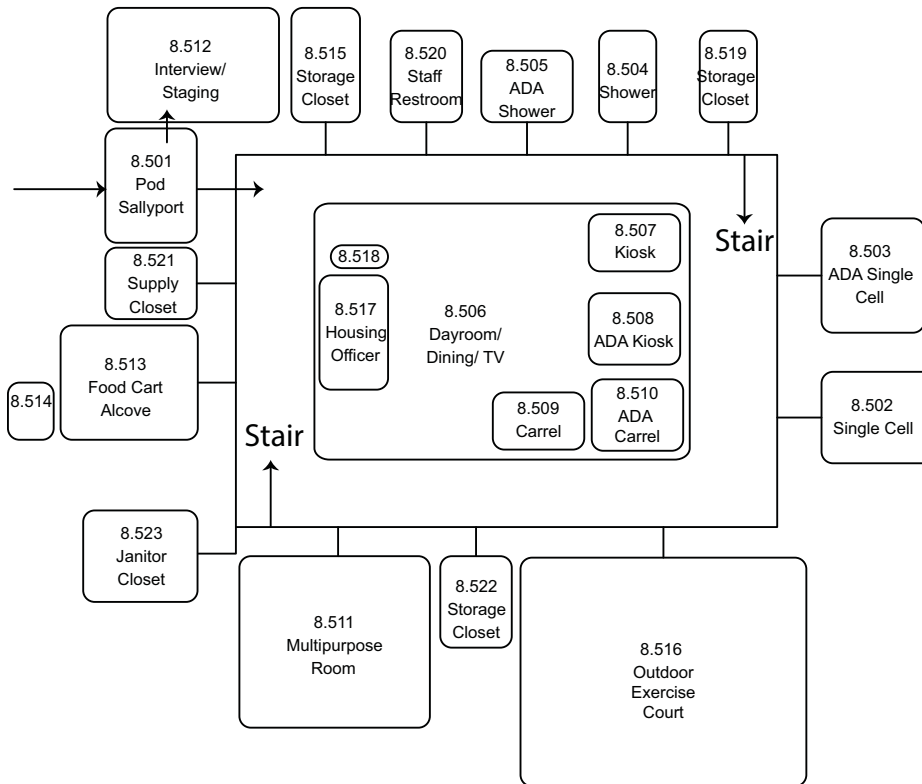 8.512
Interview/
Staging
8.515
Storage
Closet
8.520
Staff
Restroom
8.505
ADA
Shower
8.504
Shower
8.519
Storage
Closet
8.501
Pod
Sallyport
8.521
Supply
Closet
8.513
Food Cart
Alcove
8.514
8.523
Janitor
Closet
8.518
8.517
Housing
Officer
8.506
Dayroom/
Dining/ TV
8.507
Kiosk
8.508
ADA Kiosk
8.509
Carrel
8.510
ADA
Carrel
Stair
Stair
8.503
ADA Single
Cell
8.502
Single Cell
8.511
Multipurpose
Room
8.522
Storage
Closet
8.516
Outdoor
Exercise
Court